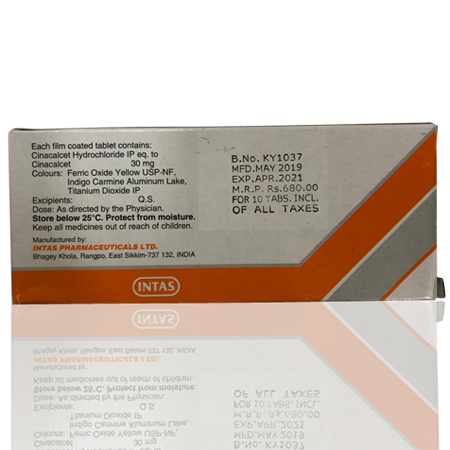 Each film coated tablet contains:
Cinacalcet Hydrochloride IP eq. to
Cinacalcet 30 mg
Colours: Ferric Oxide Yellow USP-NF,
Indigo Carmine Aluminum Lake,
Titanium Dioxide IP
Excipients: Q.S.
Dose: As directed by the Physician.
Store below 25°C. Protect from moisture.
Keep all medicines out of reach of children.
Manufactured by:
INTAS PHARMACEUTICALS LTD.
Bhagey Khola, Rangpo, East Sikkim-737 132, INDIA
B.No. KY1037
MFD.MAY 2019
EXP.APR.2021
M.R.P. Rs.680.00
FOR 10 TABS. INCL.
OF ALL TAXES
INTAS